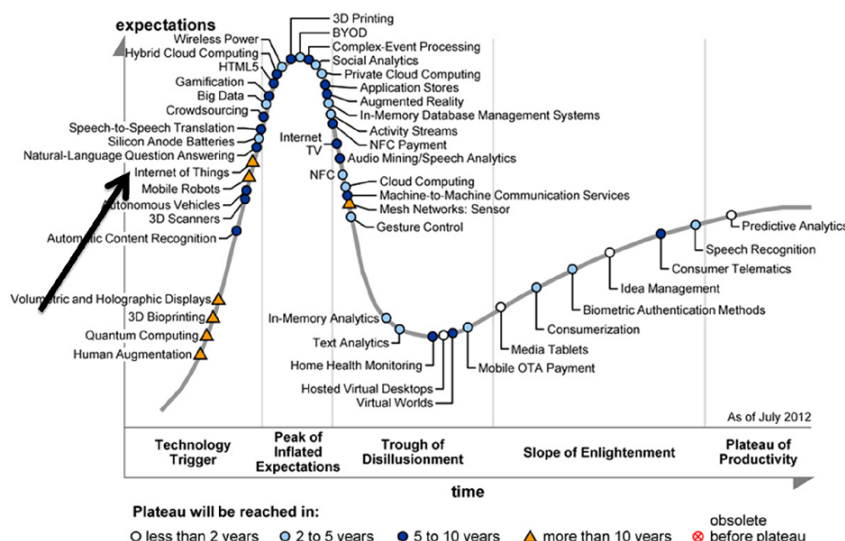 expectations
Wireless Power
Hybrid Cloud Computing
HTML5
Gamification
Big Data
Crowdsourcing
Speech-to-Speech Translation
Silicon Anode Batteries
Natural-Language Question Answering
Internet of Things
Mobile Robots
Autonomous Vehicles
3D Scanners
Automatic Content Recognition
Volumetric and Holographic Displays
3D Bioprinting
Quantum Computing
Human Augmentation
3D Printing
BYOD
Complex-Event Processing
Social Analytics
Private Cloud Computing
Application Stores
Augmented Reality
In-Memory Database Management Systems
Activity Streams
NFC Payment
Internet
TV
Audio Mining/Speech Analytics
NFC
Cloud Computing
Machine-to-Machine Communication Services
Mesh Networks: Sensor
Gesture Control
In-Memory Analytics
Text Analytics
Home Health Monitoring
Hosted Virtual Desktops
Virtual Worlds
Mobile OTA Payment
Media Tablets
Consumerization
Biometric Authentication Methods
Idea Management
Consumer Telematics
Speech Recognition
Predictive Analytics
As of July 2012
Technology
Trigger
Peak of
Inflated
Expectations
Trough of
Disillusionment
Slope of Enlightenment
Plateau of
Productivity
time
Plateau will be reached in:
less than 2 years
2 to 5 years
5 to 10 years
more than 10 years
obsolete
before plateau